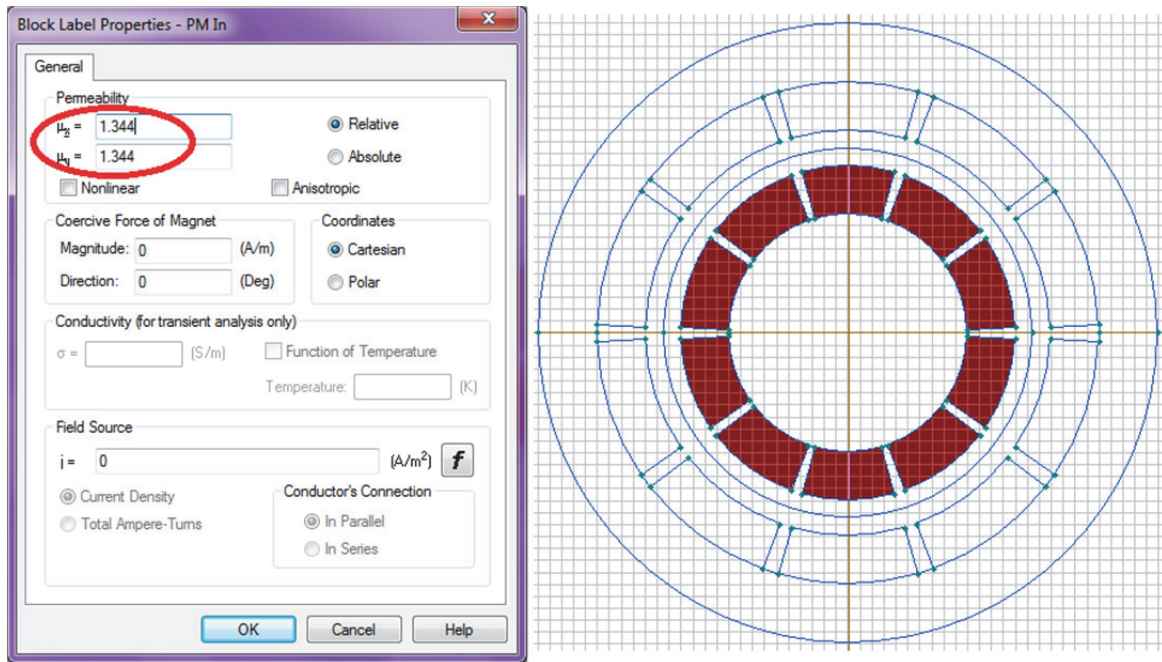 Block Label Properties - PM In
General
Permeability
μx = 1.344
Relative
μy = 1.344
Absolute
Nonlinear
Anisotropic
Coercive Force of Magnet
Magnitude: 0 (A/m)
Direction: 0 (Deg)
Coordinates
Cartesian
Polar
Conductivity (for transient analysis only)
σ = (S/m)
Function of Temperature
Temperature: (K)
Field Source
j = 0 (A/m²) f
Current Density
Total Ampere-Turns
Conductor's Connection
In Parallel
In Series
OK Cancel Help